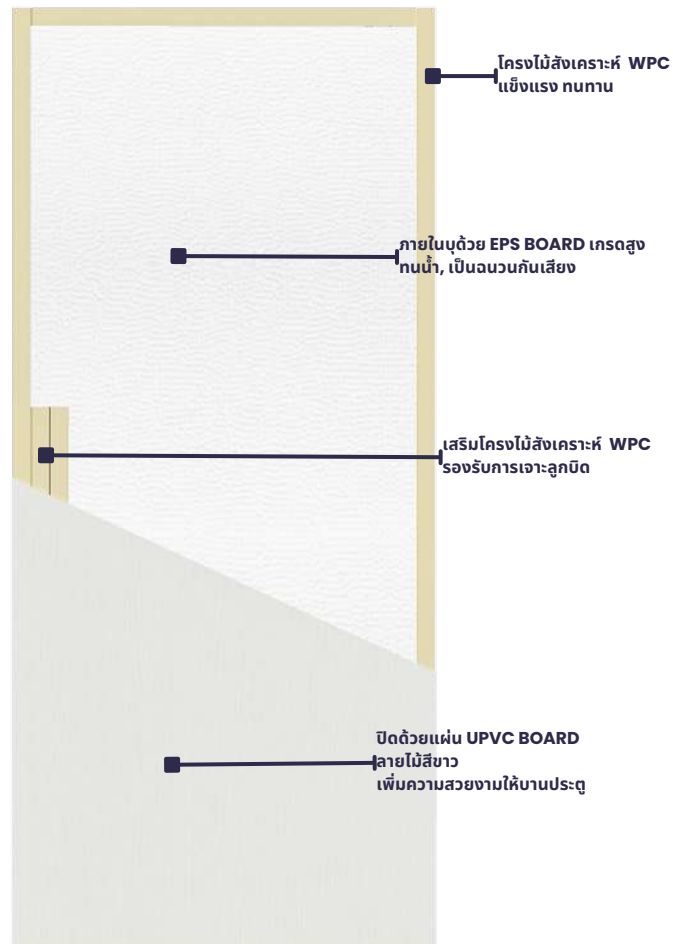 โครงไม้สังเคราะห์ WPC
แข็งแรง ทนทาน
ภายในบุด้วย EPS BOARD เกรดสูง
ทนน้ำ, เป็นฉนวนกันเสียง
เสริมโครงไม้สังเคราะห์ WPC
รองรับการเจาะลูกบิด
ปิดด้วยแผ่น UPVC BOARD
ลายไม้สีขาว
เพิ่มความสวยงามให้บานประตู